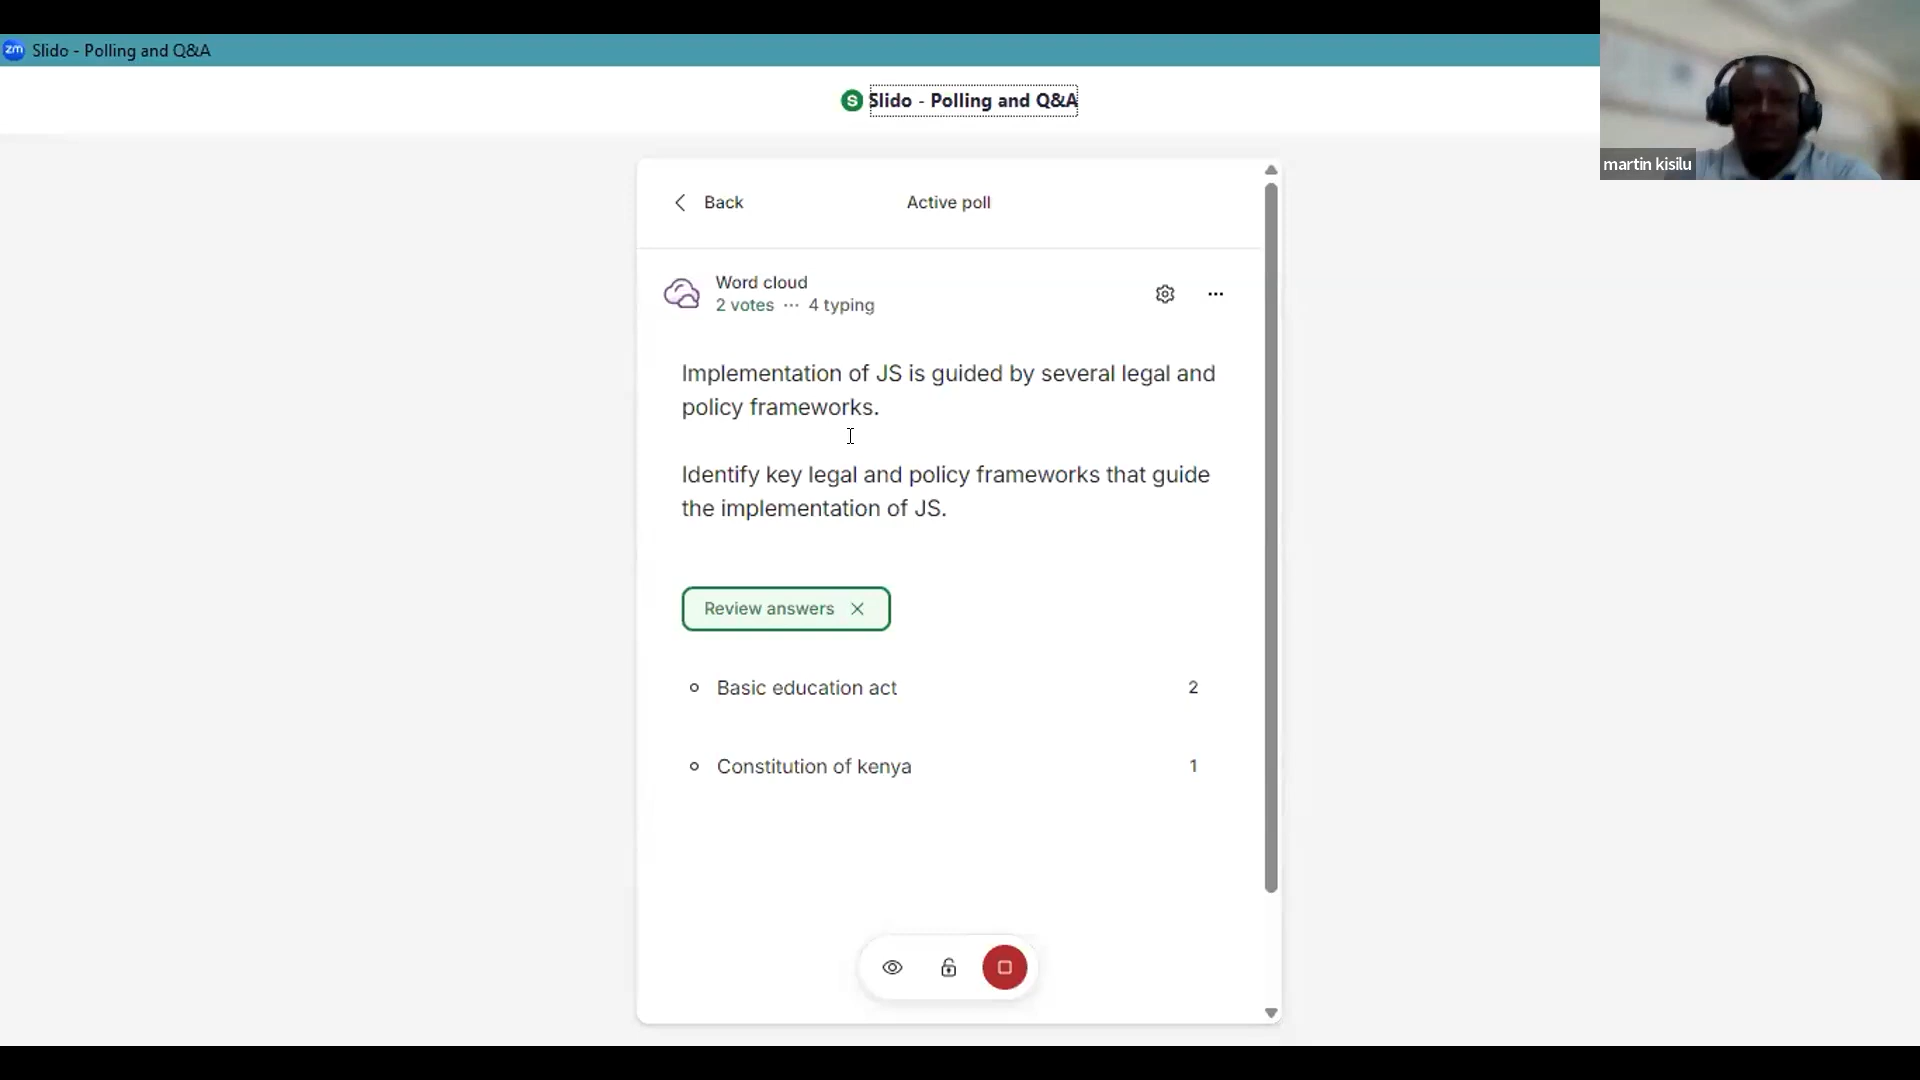 zm Slido - Polling and Q&A
S Slido - Polling and Q&A
martin kisilu
Back
Active poll
Word cloud
2 votes ··· 4 typing
Implementation of JS is guided by several legal and
policy frameworks.
Identify key legal and policy frameworks that guide
the implementation of JS.
Review answers
Basic education act 2
Constitution of kenya 1